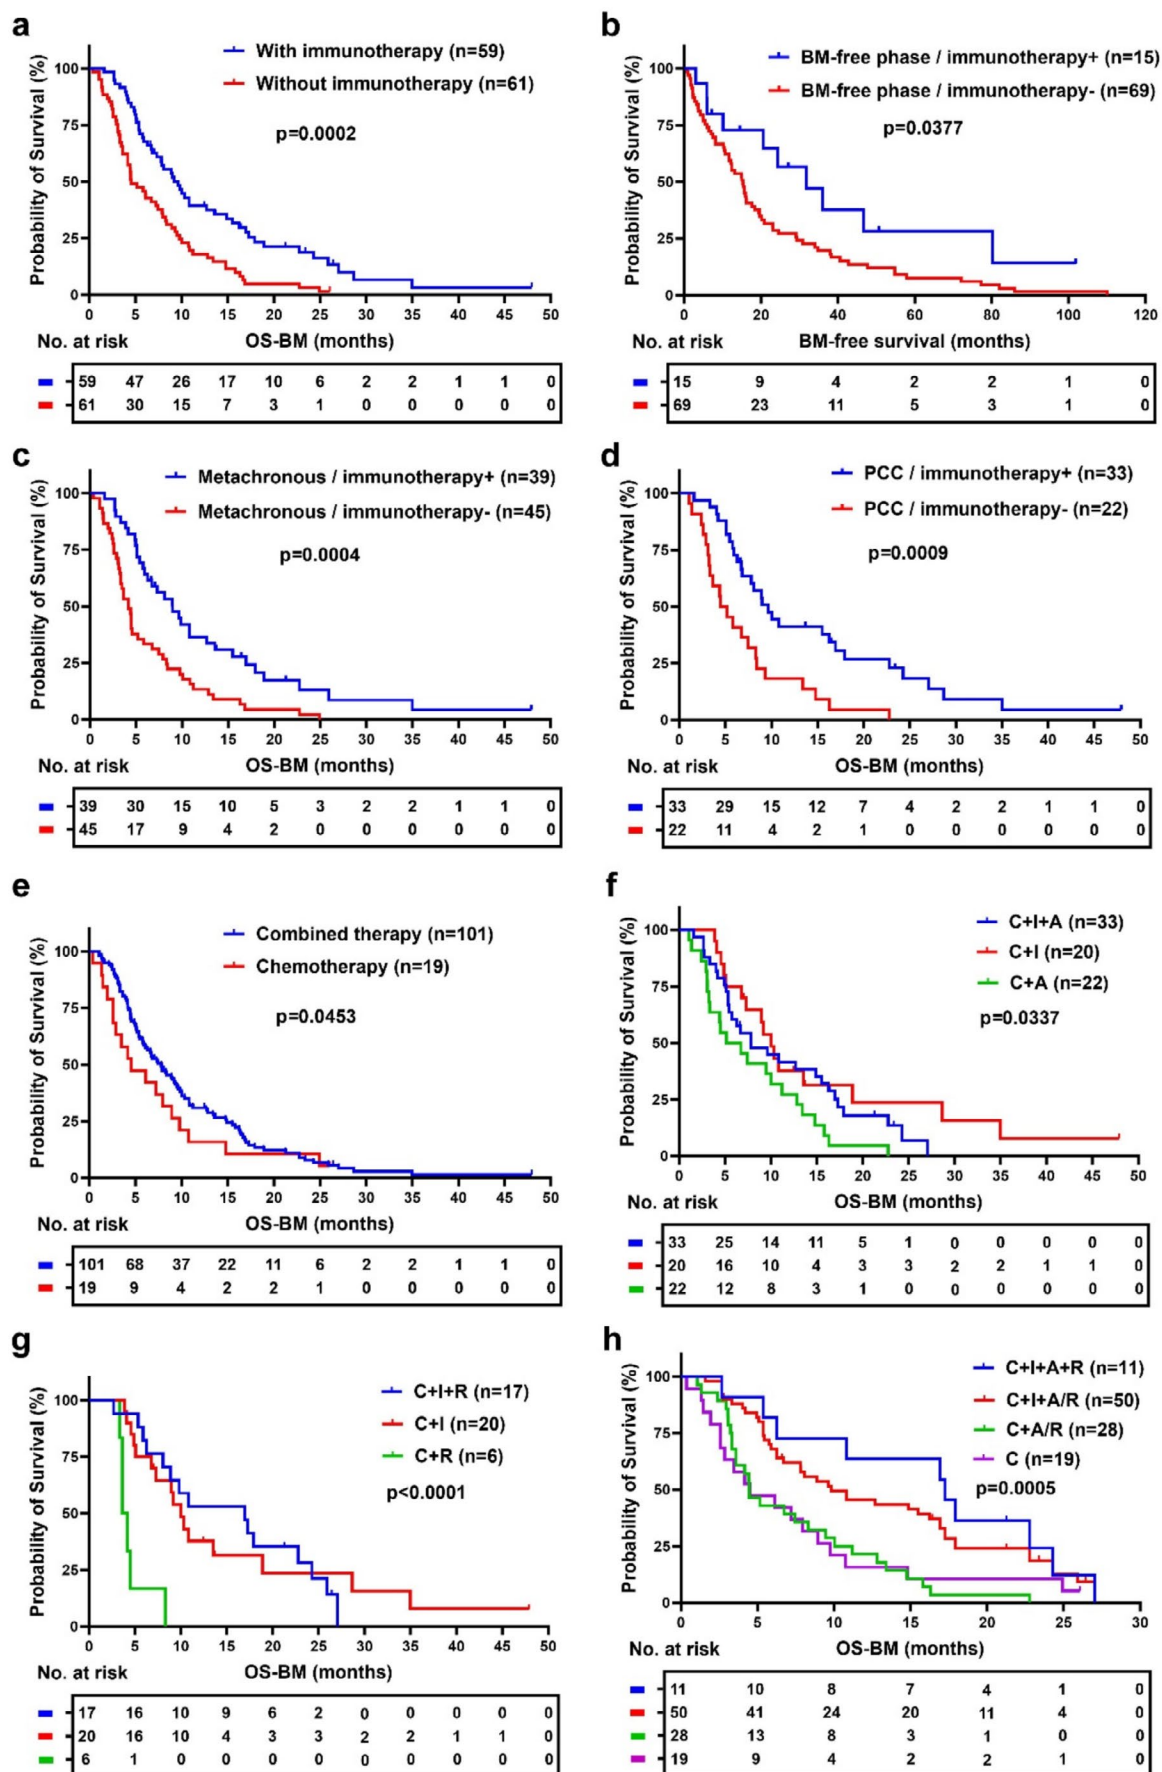 a
With immunotherapy (n=59)
Without immunotherapy (n=61)
p=0.0002
Probability of Survival (%)
100
75
50
25
0
0 5 10 15 20 25 30 35 40 45 50
No. at risk OS-BM (months)
59 47 26 17 10 6 2 2 1 1 0
61 30 15 7 3 1 0 0 0 0 0
b
BM-free phase / immunotherapy+ (n=15)
BM-free phase / immunotherapy- (n=69)
p=0.0377
Probability of Survival (%)
100
75
50
25
0
0 20 40 60 80 100 120
No. at risk BM-free survival (months)
15 9 4 2 2 1 0
69 23 11 5 3 1 0
c
Metachronous / immunotherapy+ (n=39)
Metachronous / immunotherapy- (n=45)
p=0.0004
Probability of Survival (%)
100
75
50
25
0
0 5 10 15 20 25 30 35 40 45 50
No. at risk OS-BM (months)
39 30 15 10 5 3 2 2 1 1 0
45 17 9 4 2 0 0 0 0 0 0
d
PCC / immunotherapy+ (n=33)
PCC / immunotherapy- (n=22)
p=0.0009
Probability of Survival (%)
100
75
50
25
0
0 5 10 15 20 25 30 35 40 45 50
No. at risk OS-BM (months)
33 29 15 12 7 4 2 2 1 1 0
22 11 4 2 1 0 0 0 0 0 0
e
Combined therapy (n=101)
Chemotherapy (n=19)
p=0.0453
Probability of Survival (%)
100
75
50
25
0
0 5 10 15 20 25 30 35 40 45 50
No. at risk OS-BM (months)
101 68 37 22 11 6 2 2 1 1 0
19 9 4 2 2 1 0 0 0 0 0
f
C+I+A (n=33)
C+I (n=20)
C+A (n=22)
p=0.0337
Probability of Survival (%)
100
75
50
25
0
0 5 10 15 20 25 30 35 40 45 50
No. at risk OS-BM (months)
33 25 14 11 5 1 0 0 0 0 0
20 16 10 4 3 3 2 2 1 1 0
22 12 8 3 1 0 0 0 0 0 0
g
C+I+R (n=17)
C+I (n=20)
C+R (n=6)
p<0.0001
Probability of Survival (%)
100
75
50
25
0
0 5 10 15 20 25 30 35 40 45 50
No. at risk OS-BM (months)
17 16 10 9 6 2 0 0 0 0 0
20 16 10 4 3 3 2 2 1 1 0
6 1 0 0 0 0 0 0 0 0 0
h
C+I+A+R (n=11)
C+I+A/R (n=50)
C+A/R (n=28)
C (n=19)
p=0.0005
Probability of Survival (%)
100
75
50
25
0
0 5 10 15 20 25 30
No. at risk OS-BM (months)
11 10 8 7 4 1 0
50 41 24 20 11 4 0
28 13 8 3 1 0 0
19 9 4 2 2 1 0